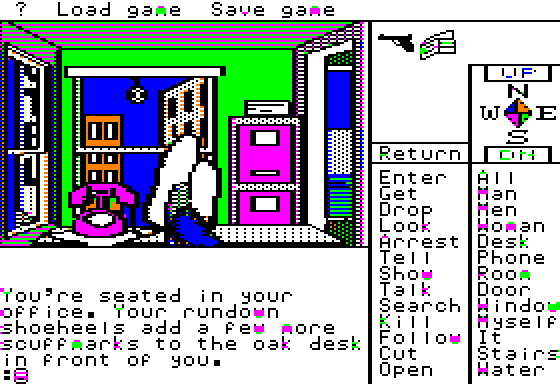 ? Load game Save game
UP
N
W E
S
DN
Return
Enter
Get
Drop
Look
Arrest
Tell
Show
Talk
Search
Kill
Follow
Cut
Open
All
Man
Men
Woman
Desk
Phone
Room
Door
Window
Myself
It
Stairs
Water
You're seated in your
office. Your rundown
shoeheels add a few more
scuffmarks to the oak desk
in front of you.
: